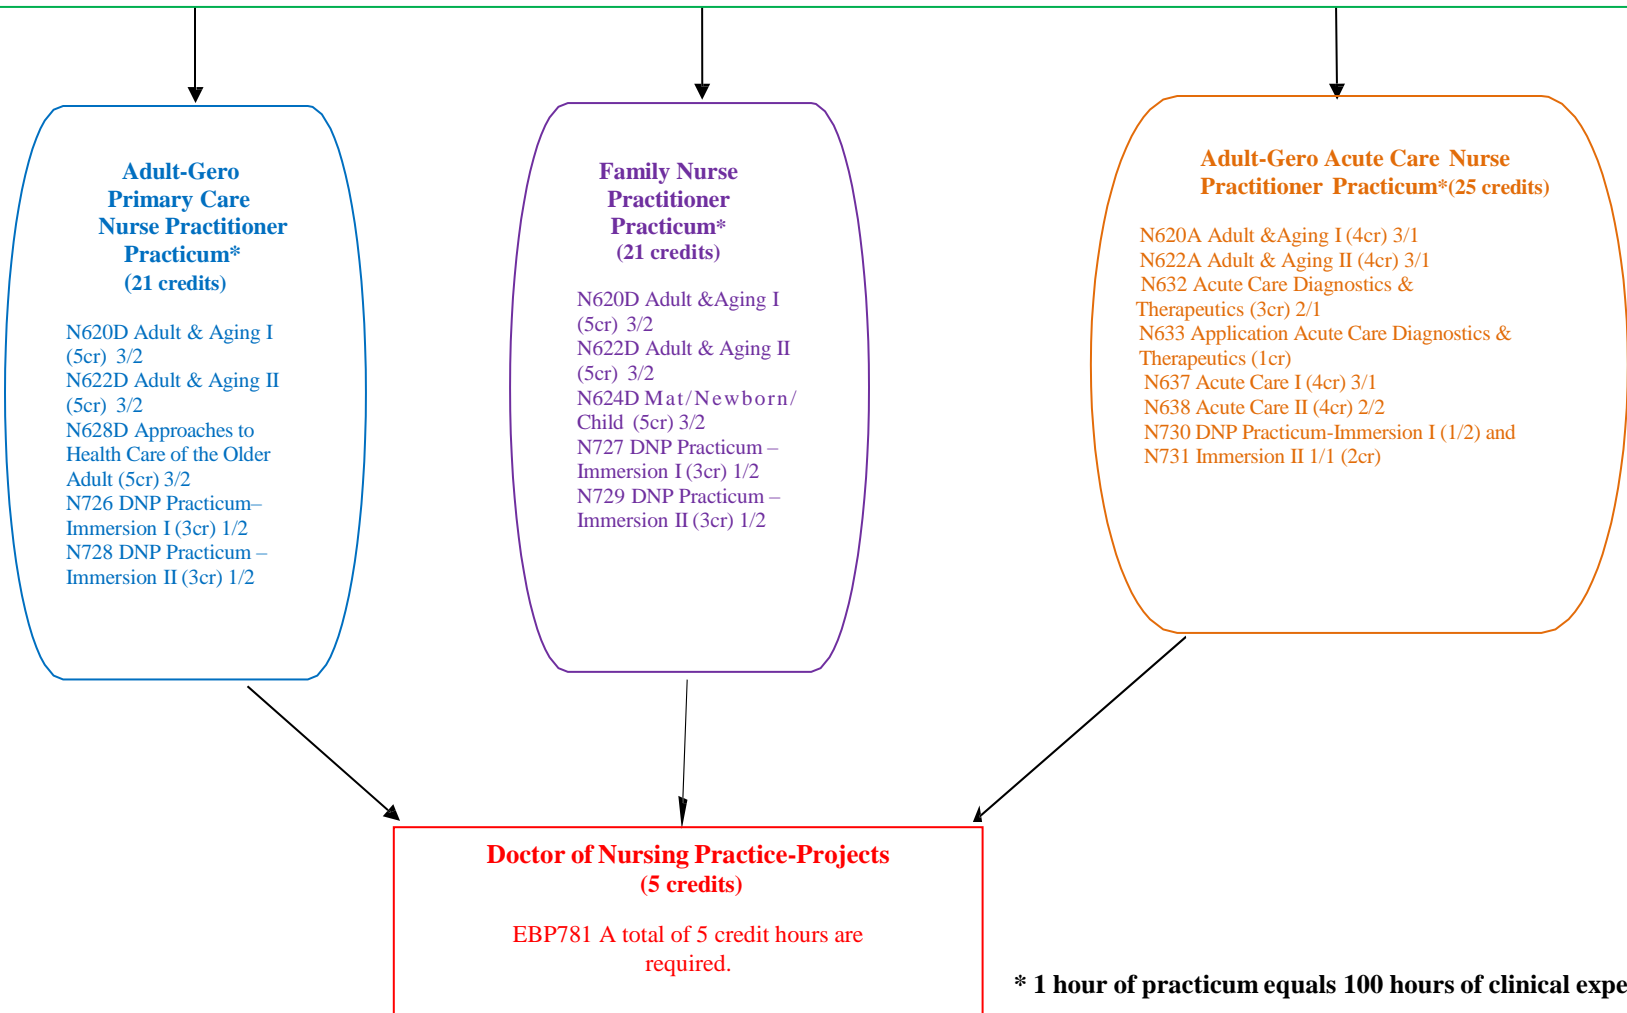 Adult-Gero
Primary Care
Nurse Practitioner
Practicum*
(21 credits)
N620D Adult & Aging I
(5cr) 3/2
N622D Adult & Aging II
(5cr) 3/2
N628D Approaches to
Health Care of the Older
Adult (5cr) 3/2
N726 DNP Practicum–
Immersion I (3cr) 1/2
N728 DNP Practicum –
Immersion II (3cr) 1/2
Family Nurse
Practitioner
Practicum*
(21 credits)
N620D Adult &Aging I
(5cr) 3/2
N622D Adult & Aging II
(5cr) 3/2
N624D Mat/Newborn/
Child (5cr) 3/2
N727 DNP Practicum –
Immersion I (3cr) 1/2
N729 DNP Practicum –
Immersion II (3cr) 1/2
Adult-Gero Acute Care Nurse
Practitioner Practicum*(25 credits)
N620A Adult &Aging I (4cr) 3/1
N622A Adult & Aging II (4cr) 3/1
N632 Acute Care Diagnostics &
Therapeutics (3cr) 2/1
N633 Application Acute Care Diagnostics &
Therapeutics (1cr)
N637 Acute Care I (4cr) 3/1
N638 Acute Care II (4cr) 2/2
N730 DNP Practicum-Immersion I (1/2) and
N731 Immersion II 1/1 (2cr)
Doctor of Nursing Practice-Projects
(5 credits)
EBP781 A total of 5 credit hours are
required.
* 1 hour of practicum equals 100 hours of clinical expe